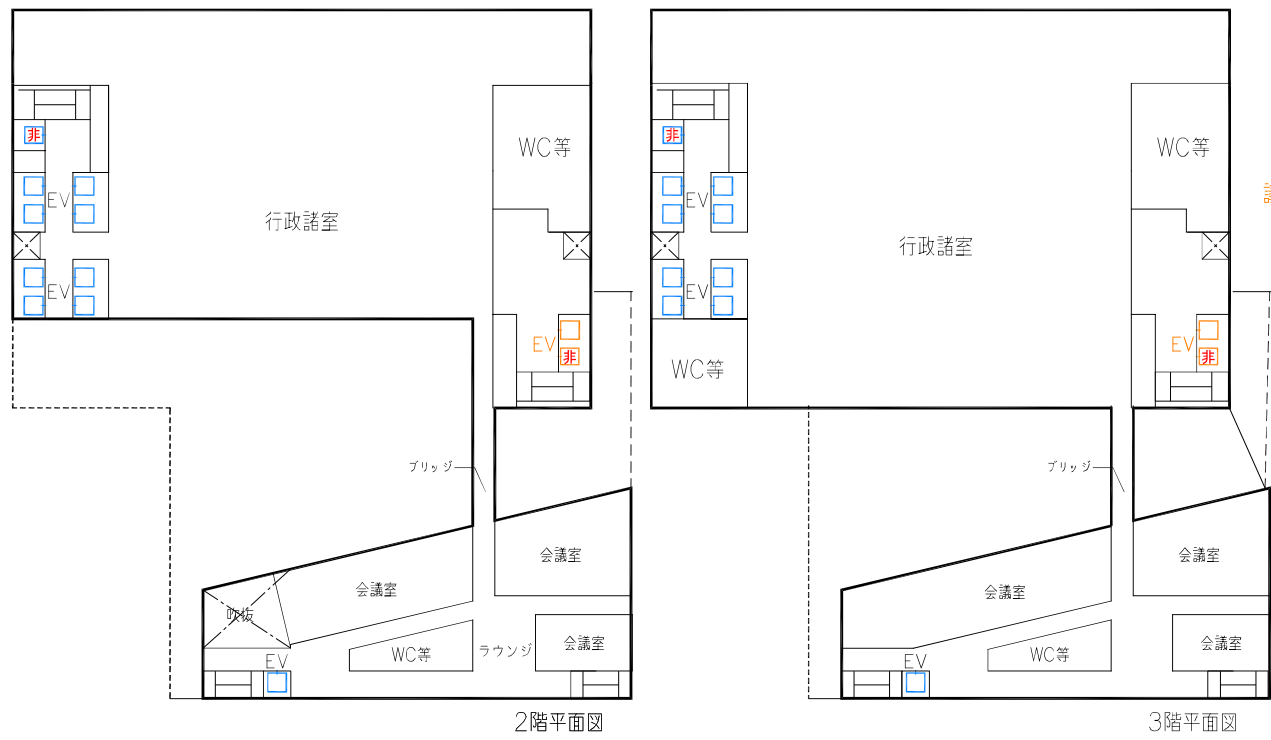 WC等
非
EV
行政諸室
EV
EV
非
ブリッジ
会議室
会議室
吹抜
会議室
ラウンジ
WC等
EV
2階平面図
WC等
非
EV
行政諸室
EV
EV
非
WC等
ブリッジ
会議室
会議室
会議室
WC等
EV
3階平面図